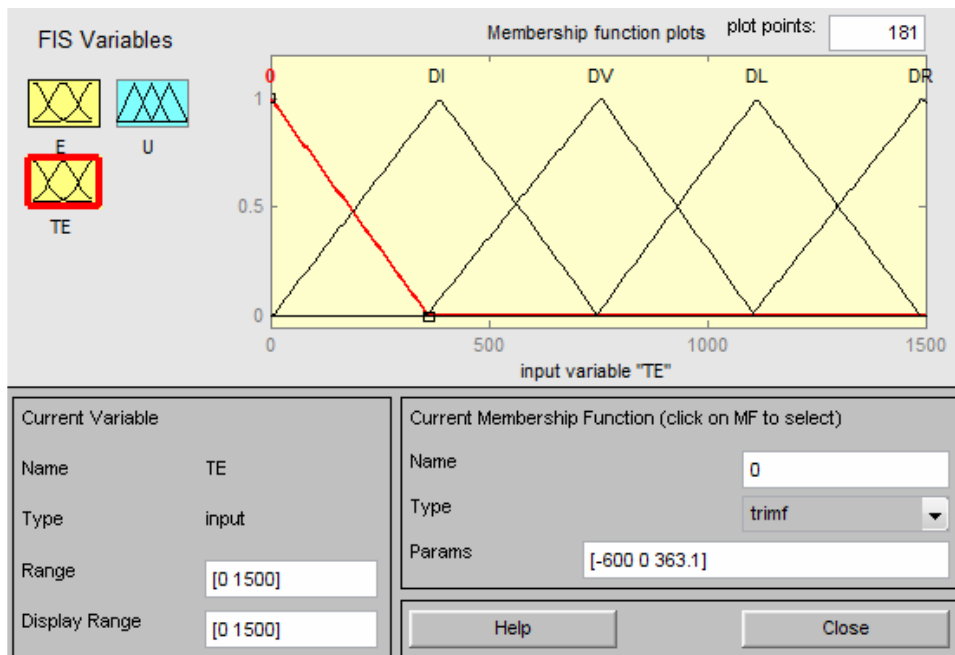 FIS Variables
Membership function plots plot points: 181
E U
TE
0 DI DV DL DR
1
0.5
0
0 500 1000 1500
input variable "TE"
Current Variable
Name TE
Type input
Range [0 1500]
Display Range [0 1500]
Current Membership Function (click on MF to select)
Name 0
Type trimf
Params [-600 0 363.1]
Help Close